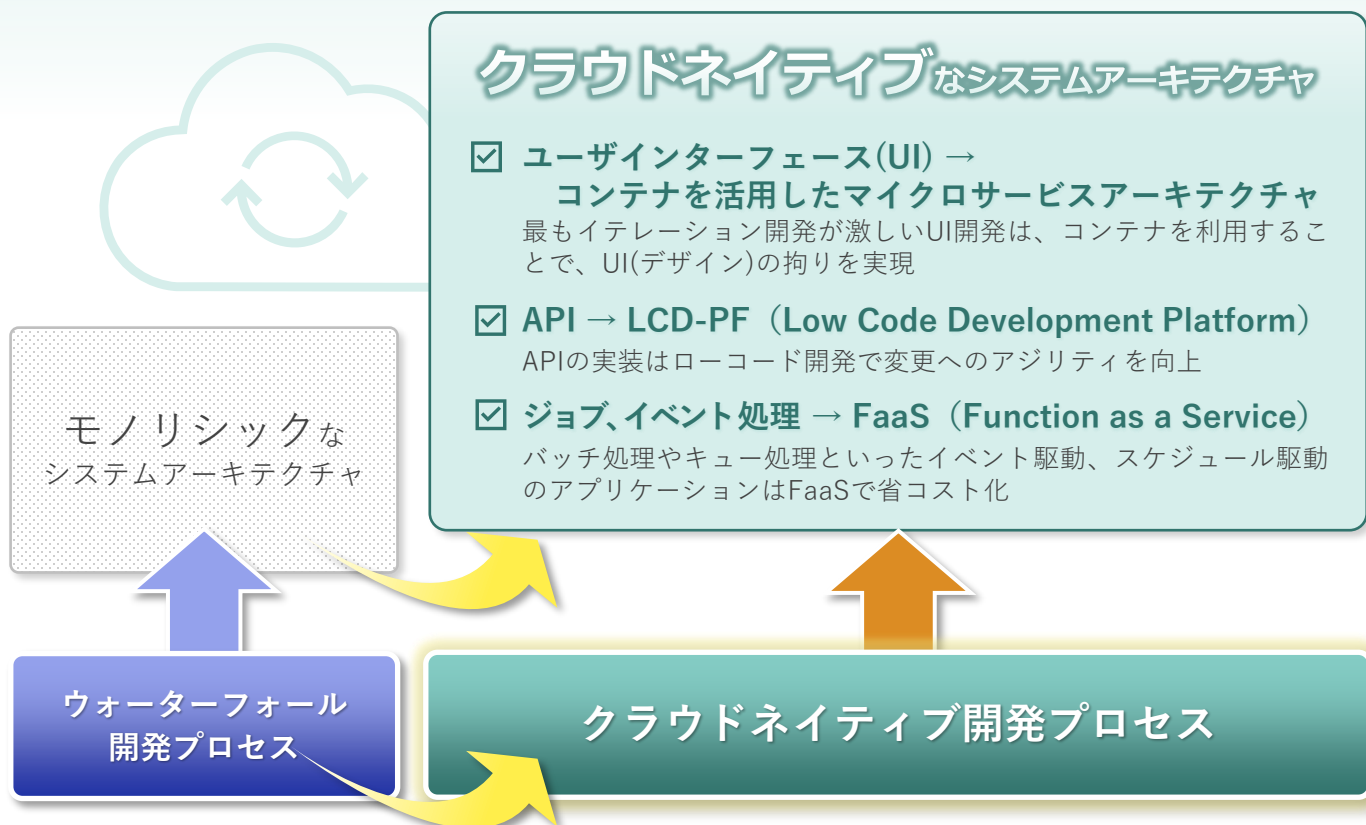 クラウドネイティブなシステムアーキテクチャ
ユーザインターフェース(UI) →
コンテナを活用したマイクロサービスアーキテクチャ
最もイテレーション開発が激しいUI開発は、コンテナを利用するこ
とで、UI(デザイン)の拘りを実現
API → LCD-PF（Low Code Development Platform）
APIの実装はローコード開発で変更へのアジリティを向上
ジョブ、イベント処理 → FaaS（Function as a Service）
バッチ処理やキュー処理といったイベント駆動、スケジュール駆動
のアプリケーションはFaaSで省コスト化
モノリシックな
システムアーキテクチャ
ウォーターフォール
開発プロセス
クラウドネイティブ開発プロセス